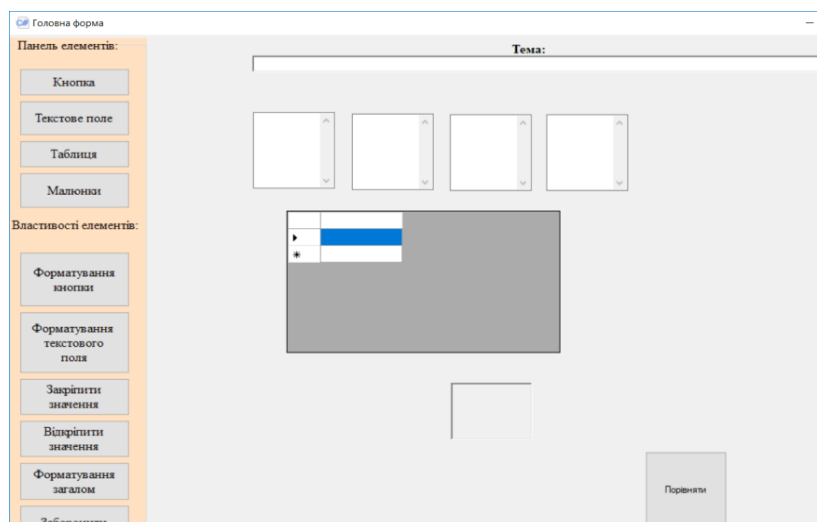 Головна форма
Панель елементів:
Тема:
Кнопка
Текстове поле
Таблиця
Малюнки
Властивості елементів:
Форматування
кнопки
Форматування
текстового
поля
Закріпити
значення
Відкріпити
значення
Форматування
загалом
Порівняти